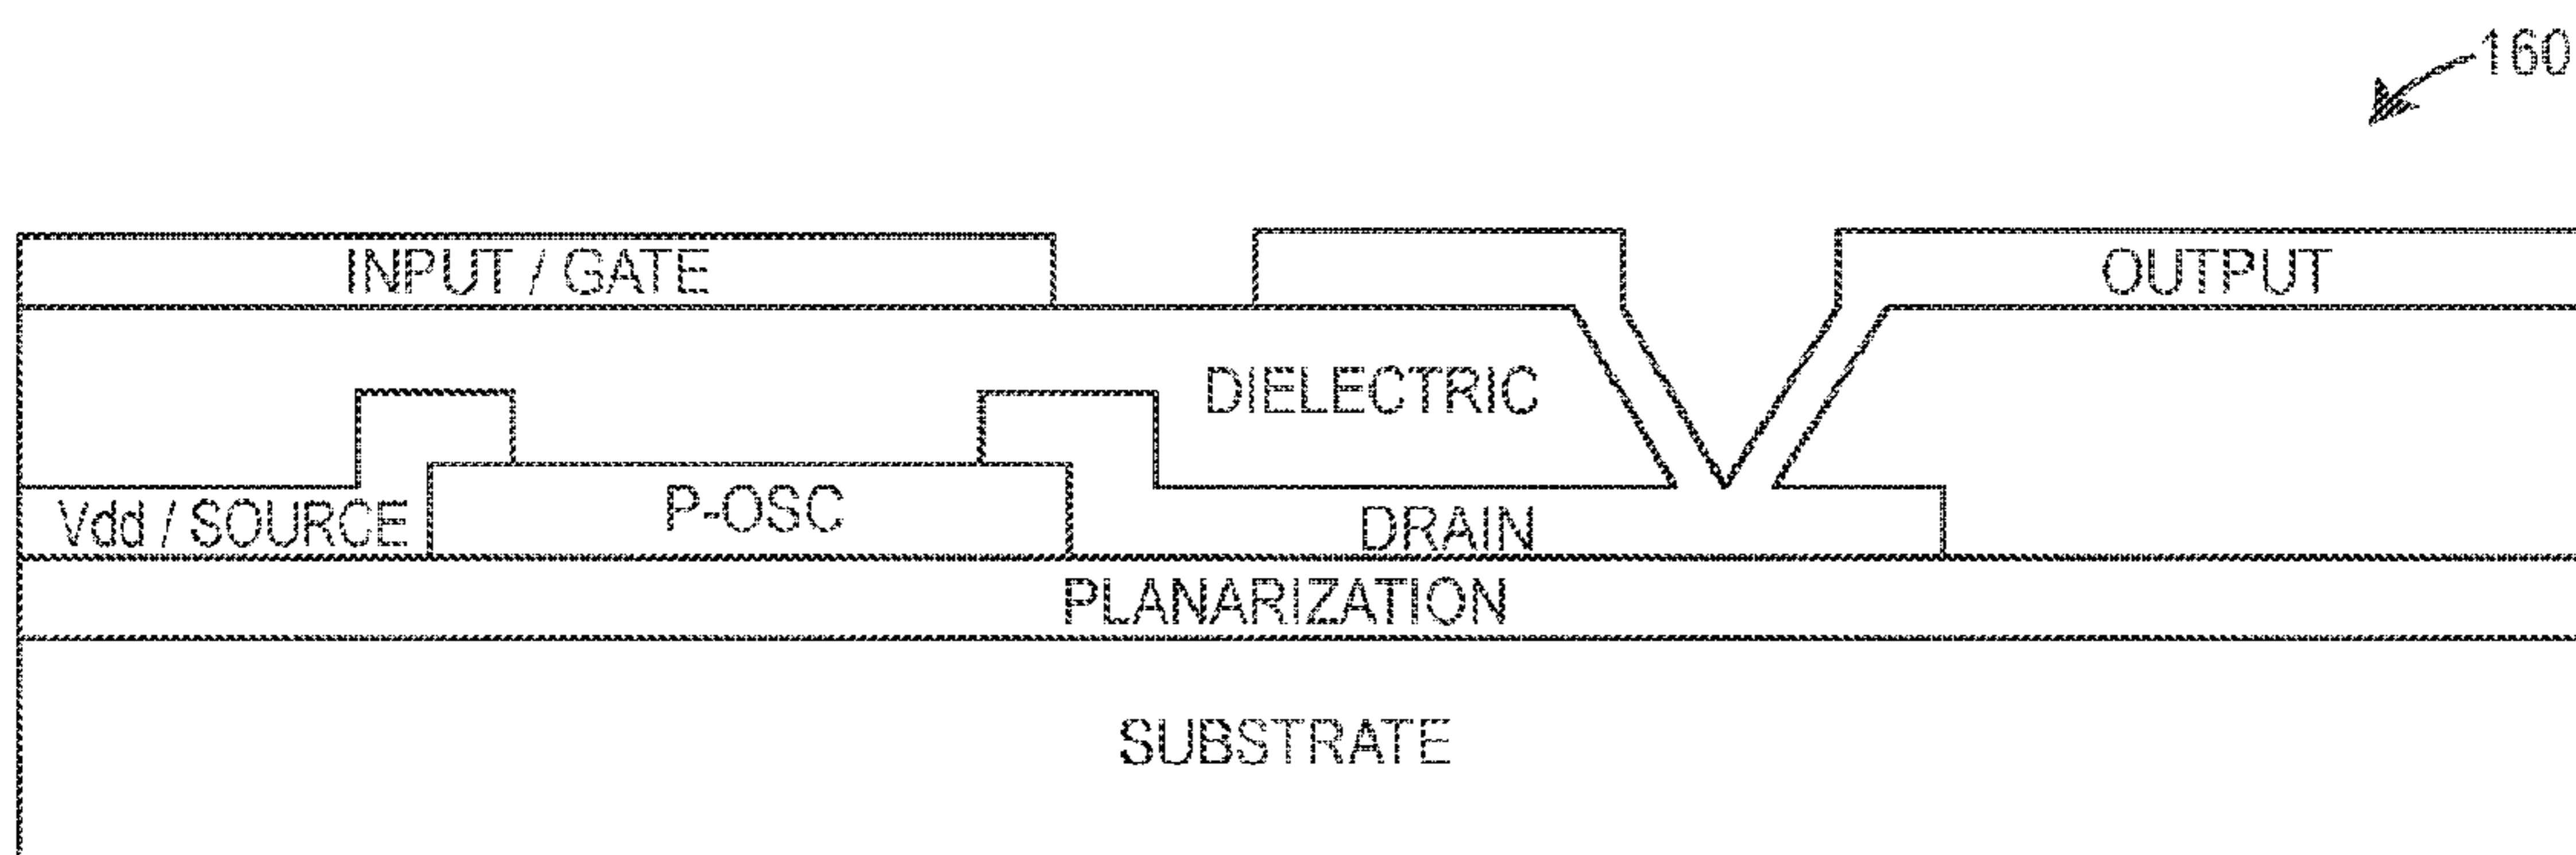 160
INPUT / GATE
OUTPUT
DIELECTRIC
Vdd / SOURCE
P-OSC
DRAIN
PLANARIZATION
SUBSTRATE